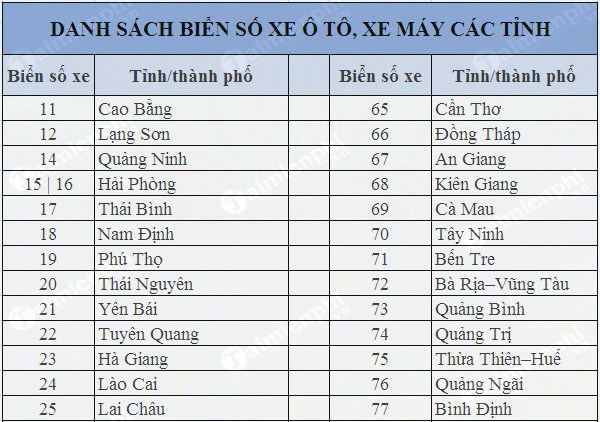 DANH SÁCH BIỂN SỐ XE Ô TÔ, XE MÁY CÁC TỈNH
Biển số xe Tỉnh/thành phố Biển số xe Tỉnh/thành phố
11 Cao Bằng 65 Cần Thơ
12 Lạng Sơn 66 Đồng Tháp
14 Quảng Ninh 67 An Giang
15 | 16 Hải Phòng 68 Kiên Giang
17 Thái Bình 69 Cà Mau
18 Nam Định 70 Tây Ninh
19 Phú Thọ 71 Bến Tre
20 Thái Nguyên 72 Bà Rịa–Vũng Tàu
21 Yên Bái 73 Quảng Bình
22 Tuyên Quang 74 Quảng Trị
23 Hà Giang 75 Thừa Thiên–Huế
24 Lào Cai 76 Quảng Ngãi
25 Lai Châu 77 Bình Định